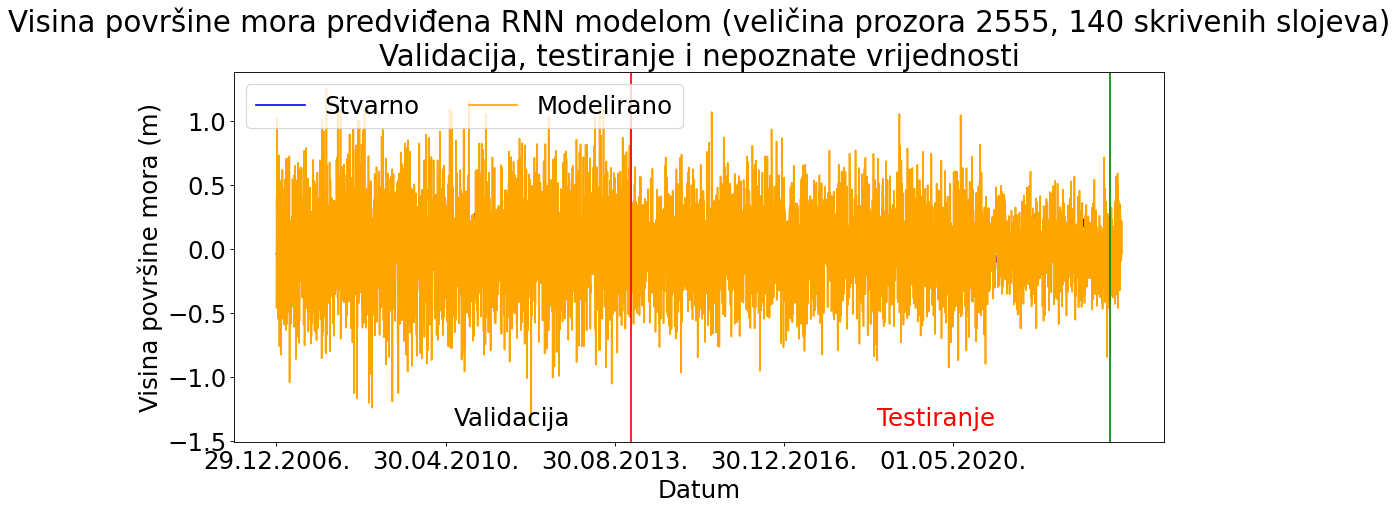 Visina površine mora predviđena RNN modelom (veličina prozora 2555, 140 skrivenih slojeva)
Validacija, testiranje i nepoznate vrijednosti
Stvarno
Modelirano
Visina površine mora (m)
1.0
0.5
0.0
−0.5
−1.0
−1.5
Validacija
Testiranje
29.12.2006.
30.04.2010.
30.08.2013.
30.12.2016.
01.05.2020.
Datum